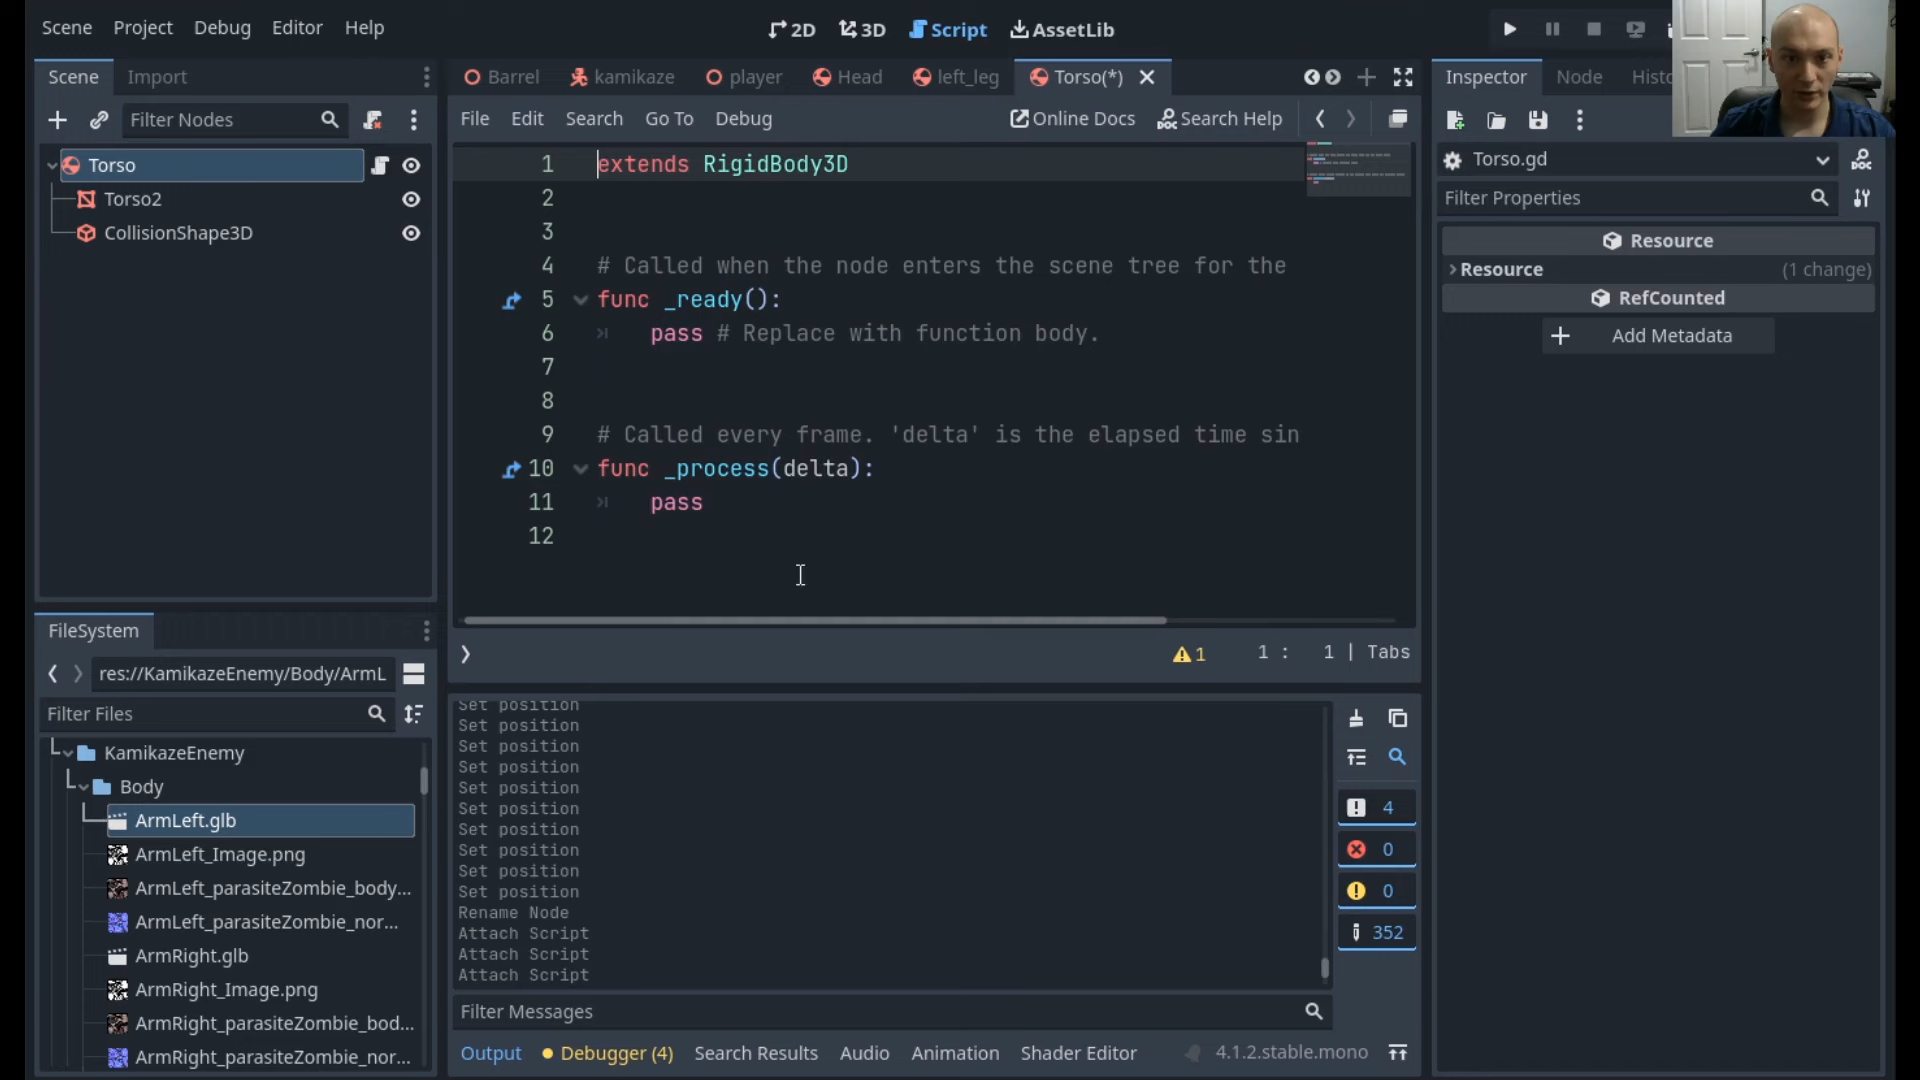 Scene Project Debug Editor Help
2D 3D Script AssetLib
Scene Import
Filter Nodes
Torso
Torso2
CollisionShape3D
FileSystem
res://KamikazeEnemy/Body/ArmL
Filter Files
KamikazeEnemy
Body
ArmLeft.glb
ArmLeft_Image.png
ArmLeft_parasiteZombie_body...
ArmLeft_parasiteZombie_nor...
ArmRight.glb
ArmRight_Image.png
ArmRight_parasiteZombie_bod...
ArmRight_parasiteZombie_nor...
Barrel kamikaze player Head left_leg Torso(*)
File Edit Search Go To Debug Online Docs Search Help
1 extends RigidBody3D
2
3
4 # Called when the node enters the scene tree for the
5 func _ready():
6 pass # Replace with function body.
7
8
9 # Called every frame. 'delta' is the elapsed time sin
10 func _process(delta):
11 pass
12
1 1 : 1 | Tabs
Set position
Set position
Set position
Set position
Set position
Set position
Set position
Set position
Set position
Set position
Rename Node
Attach Script
Attach Script
Attach Script
4
0
0
352
Filter Messages
Output Debugger (4) Search Results Audio Animation Shader Editor 4.1.2.stable.mono
Inspector Node Histo
Torso.gd
Filter Properties
Resource
Resource (1 change)
RefCounted
Add Metadata